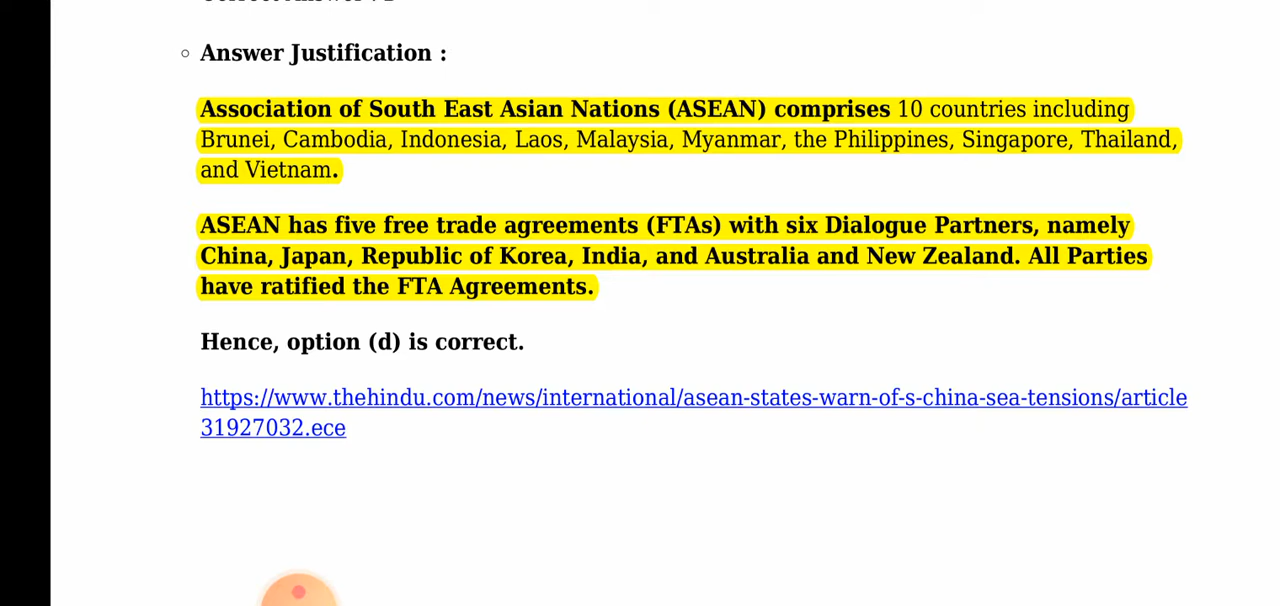 Answer Justification :
Association of South East Asian Nations (ASEAN) comprises 10 countries including
Brunei, Cambodia, Indonesia, Laos, Malaysia, Myanmar, the Philippines, Singapore, Thailand,
and Vietnam.
ASEAN has five free trade agreements (FTAs) with six Dialogue Partners, namely
China, Japan, Republic of Korea, India, and Australia and New Zealand. All Parties
have ratified the FTA Agreements.
Hence, option (d) is correct.
https://www.thehindu.com/news/international/asean-states-warn-of-s-china-sea-tensions/article
31927032.ece